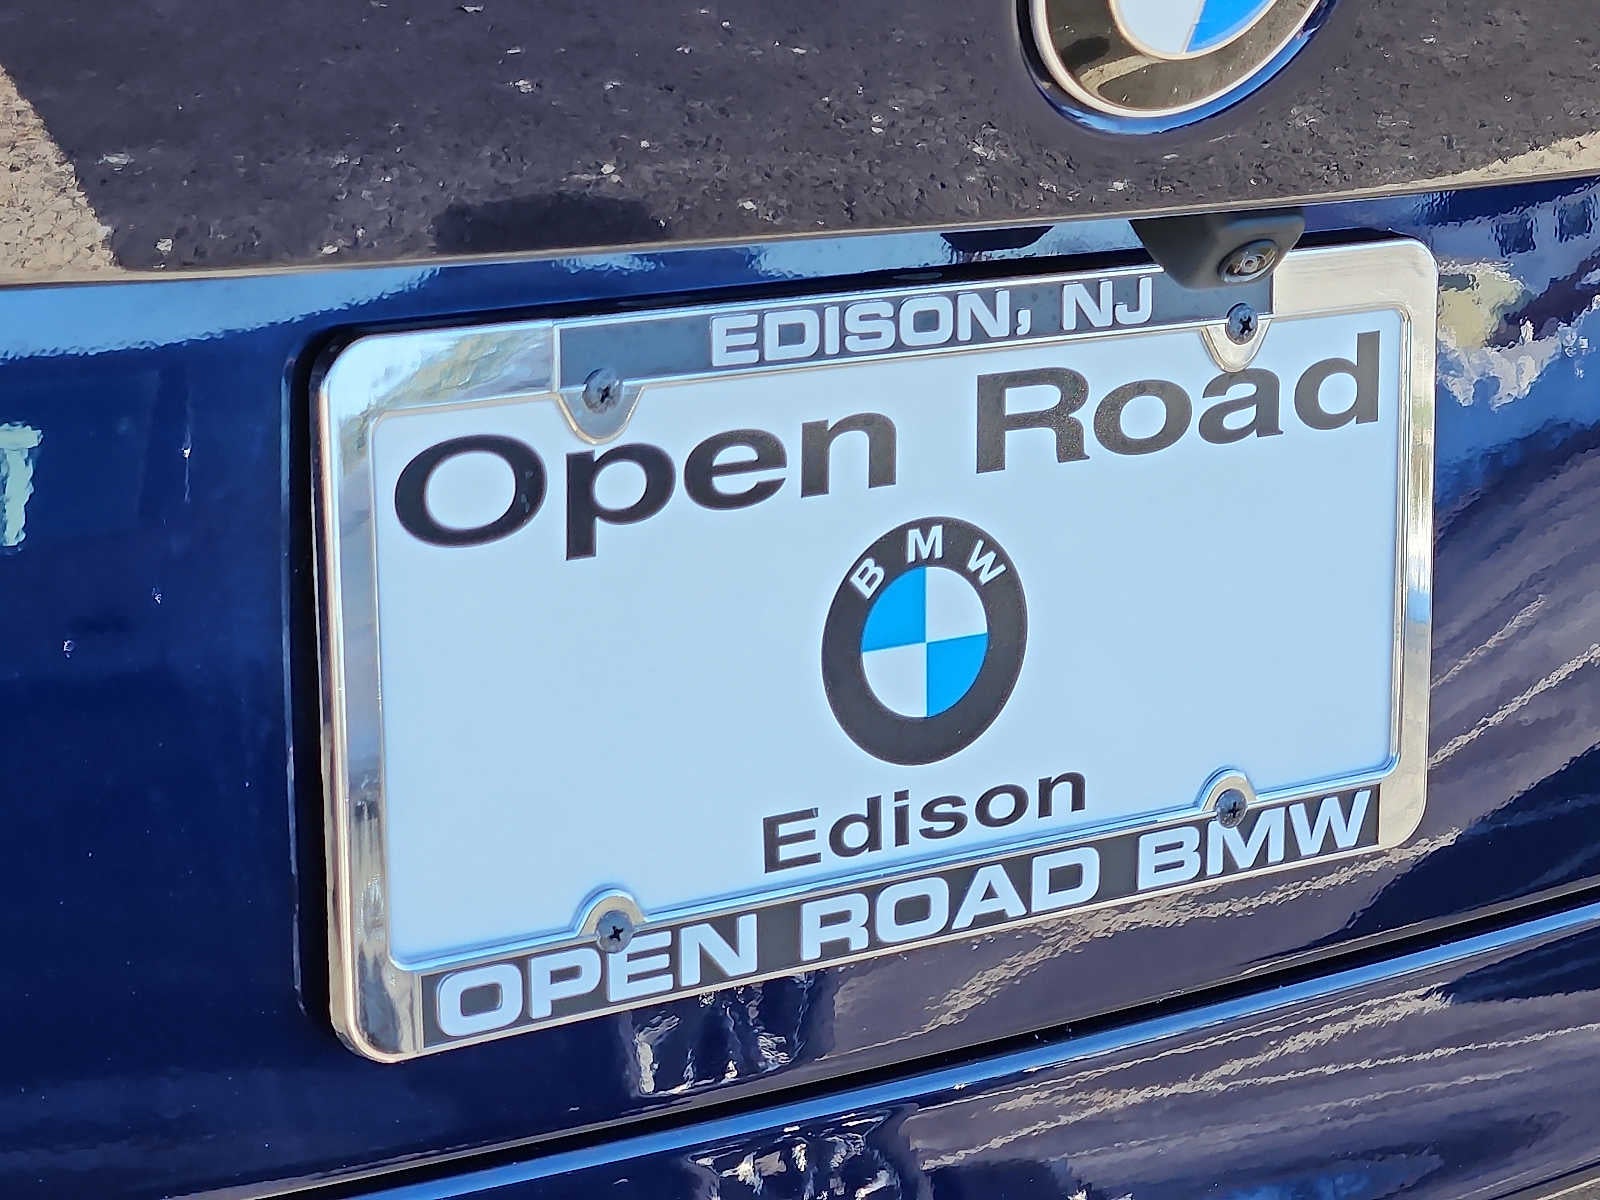 EDISON, NJ
Open Road
BMW
Edison
OPEN ROAD BMW